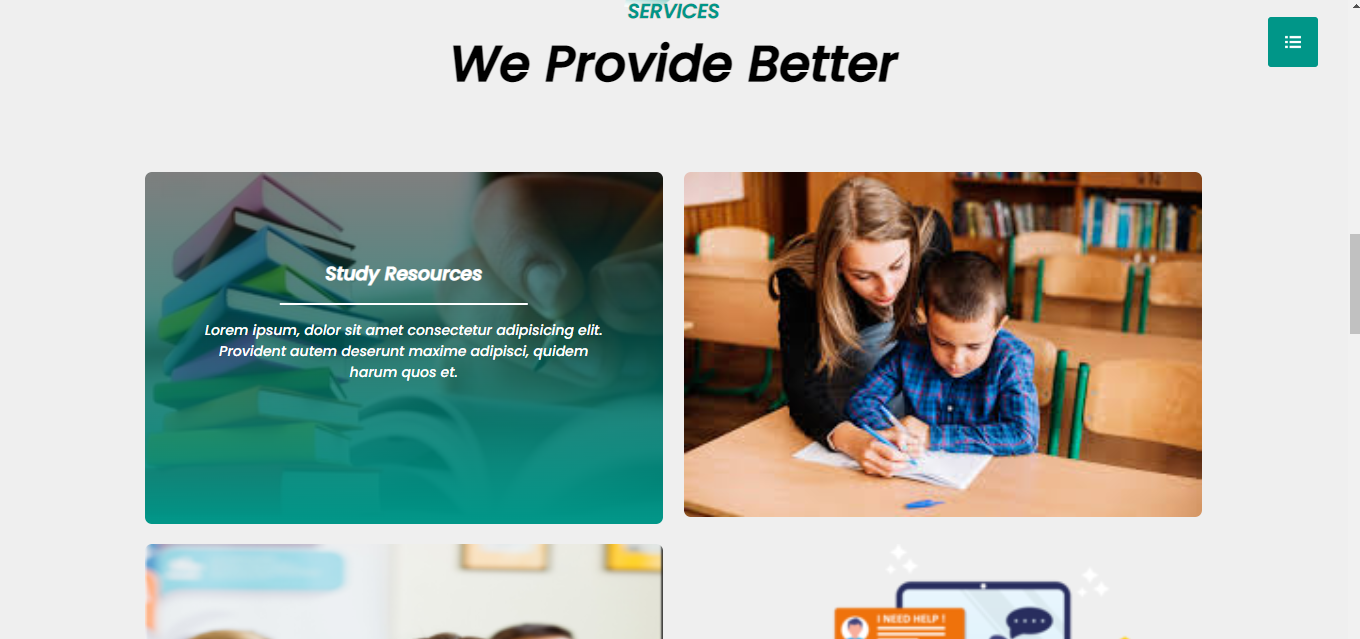 SERVICES
We Provide Better
Study Resources
Lorem ipsum, dolor sit amet consectetur adipisicing elit.
Provident autem deserunt maxime adipisci, quidem
harum quos et.
I NEED HELP !